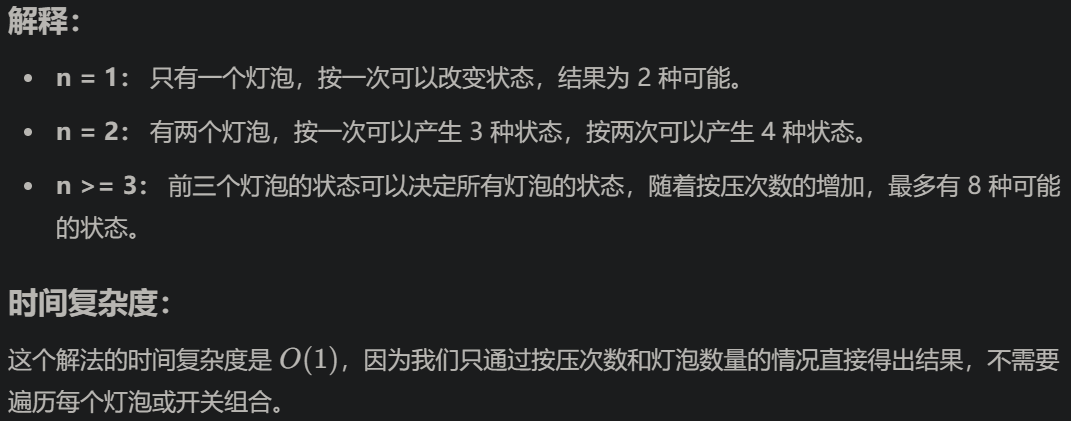 解释：
• n = 1： 只有一个灯泡，按一次可以改变状态，结果为 2 种可能。
• n = 2： 有两个灯泡，按一次可以产生 3 种状态，按两次可以产生 4 种状态。
• n >= 3： 前三个灯泡的状态可以决定所有灯泡的状态，随着按压次数的增加，最多有 8 种可能
的状态。
时间复杂度：
这个解法的时间复杂度是 O(1)，因为我们只通过按压次数和灯泡数量的情况直接得出结果，不需要
遍历每个灯泡或开关组合。